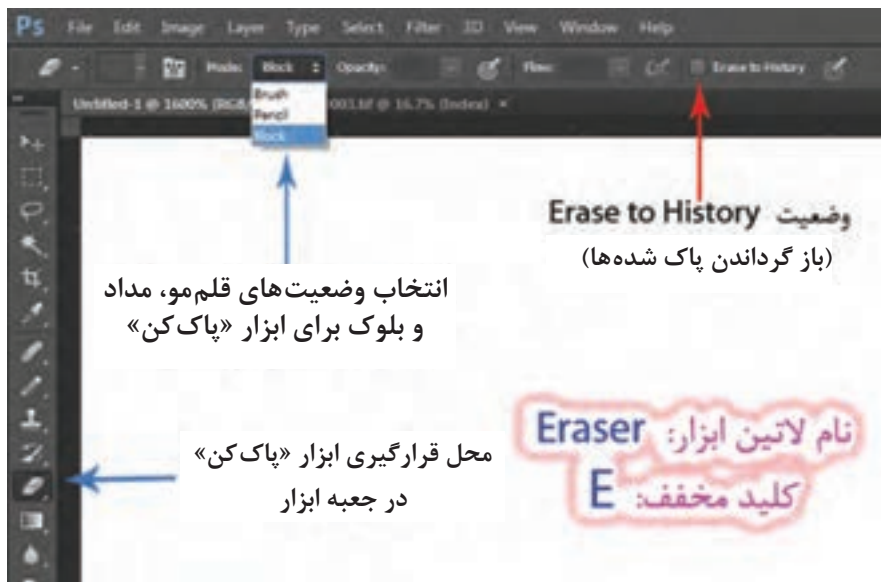 Ps File Edit Image Layer Type Select Filter 3D View Window Help
Mode: Block Opacity: Flow: Erase to History
Untitled-1 @ 1600% (RGB/ @ 16.7% (Index) ×
Brush
Pencil
Block
وضعیت Erase to History
(باز گرداندن پاک شده‌ها)
انتخاب وضعیت‌های قلم‌مو، مداد
و بلوک برای ابزار «پاک‌کن»
نام لاتین ابزار: Eraser
کلید مخفف: E
محل قرارگیری ابزار «پاک‌کن»
در جعبه ابزار